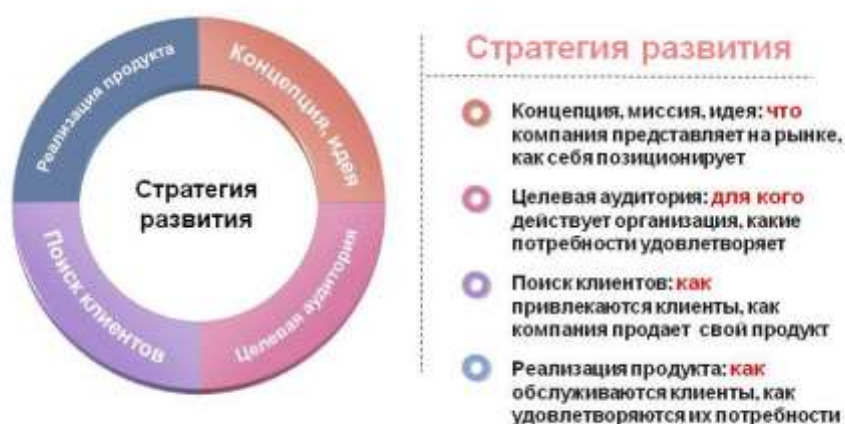 Реализация продукта
Концепция, идея
Поиск клиентов
Целевая аудитория
Стратегия
развития
Стратегия развития
Концепция, миссия, идея: что
компания представляет на рынке,
как себя позиционирует
Целевая аудитория: для кого
действует организация, какие
потребности удовлетворяет
Поиск клиентов: как
привлекаются клиенты, как
компания продает свой продукт
Реализация продукта: как
обслуживаются клиенты, как
удовлетворяются их потребности